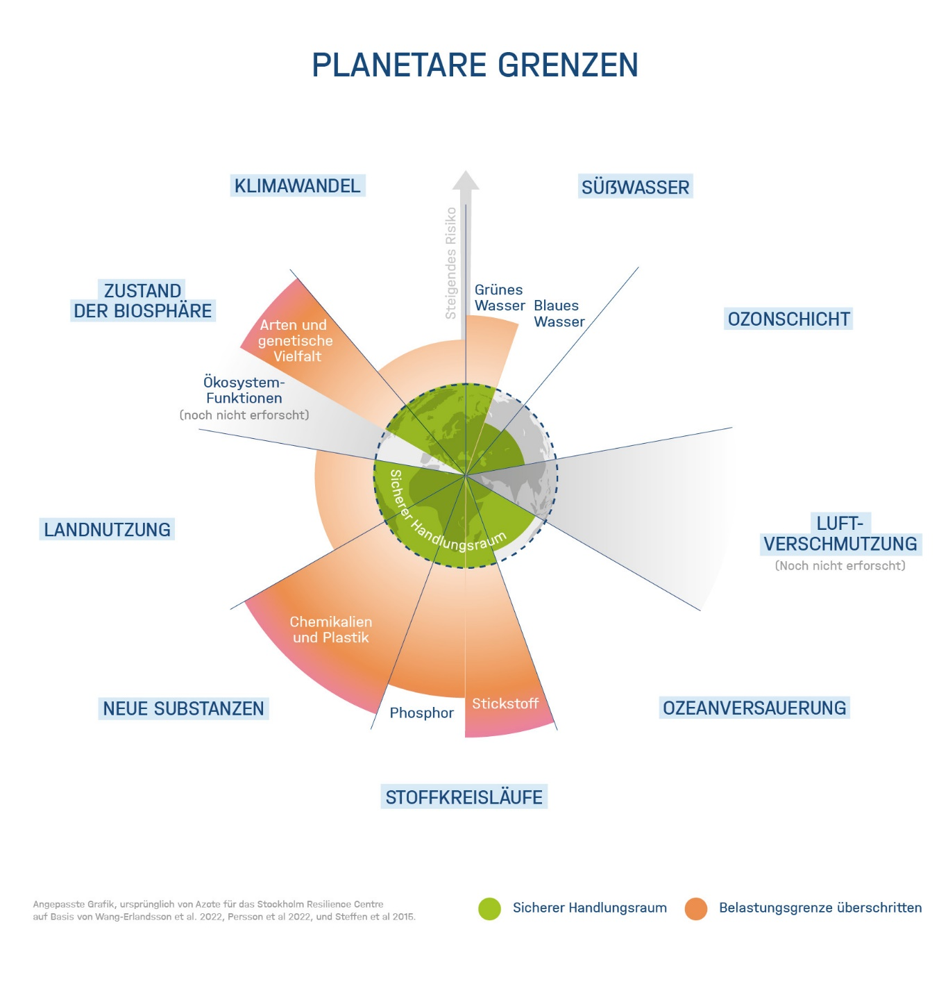 PLANETARE GRENZEN
KLIMAWANDEL
SÜẞWASSER
Steigendes Risiko
Grünes
Wasser
Blaues
Wasser
ZUSTAND
DER BIOSPHÄRE
Arten und
genetische
Vielfalt
OZONSCHICHT
Ökosystem-
Funktionen
(noch nicht erforscht)
Sicherer Handlungsraum
LANDNUTZUNG
LUFT-
VERSCHMUTZUNG
(Noch nicht erforscht)
Chemikalien
und Plastik
NEUE SUBSTANZEN
Phosphor
Stickstoff
OZEANVERSAUERUNG
STOFFKREISLÄUFE
Angepasste Grafik, ursprünglich von Azote für das Stockholm Resilience Centre
auf Basis von Wang-Erlandsson et al. 2022, Persson et al 2022, und Steffen et al 2015.
Sicherer Handlungsraum
Belastungsgrenze überschritten